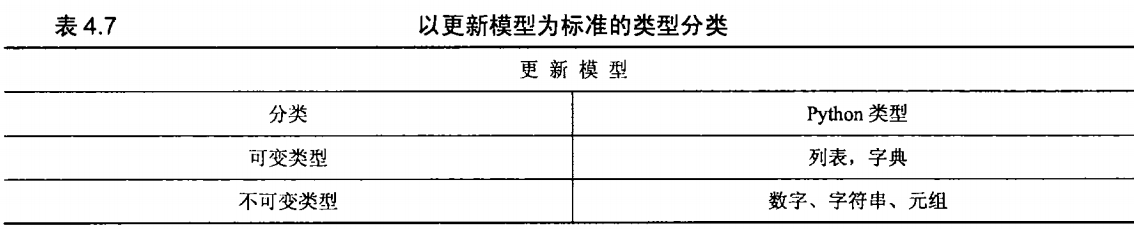 表 4.7 以更新模型为标准的类型分类
更 新 模 型
分类 Python 类型
可变类型 列表，字典
不可变类型 数字、字符串、元组